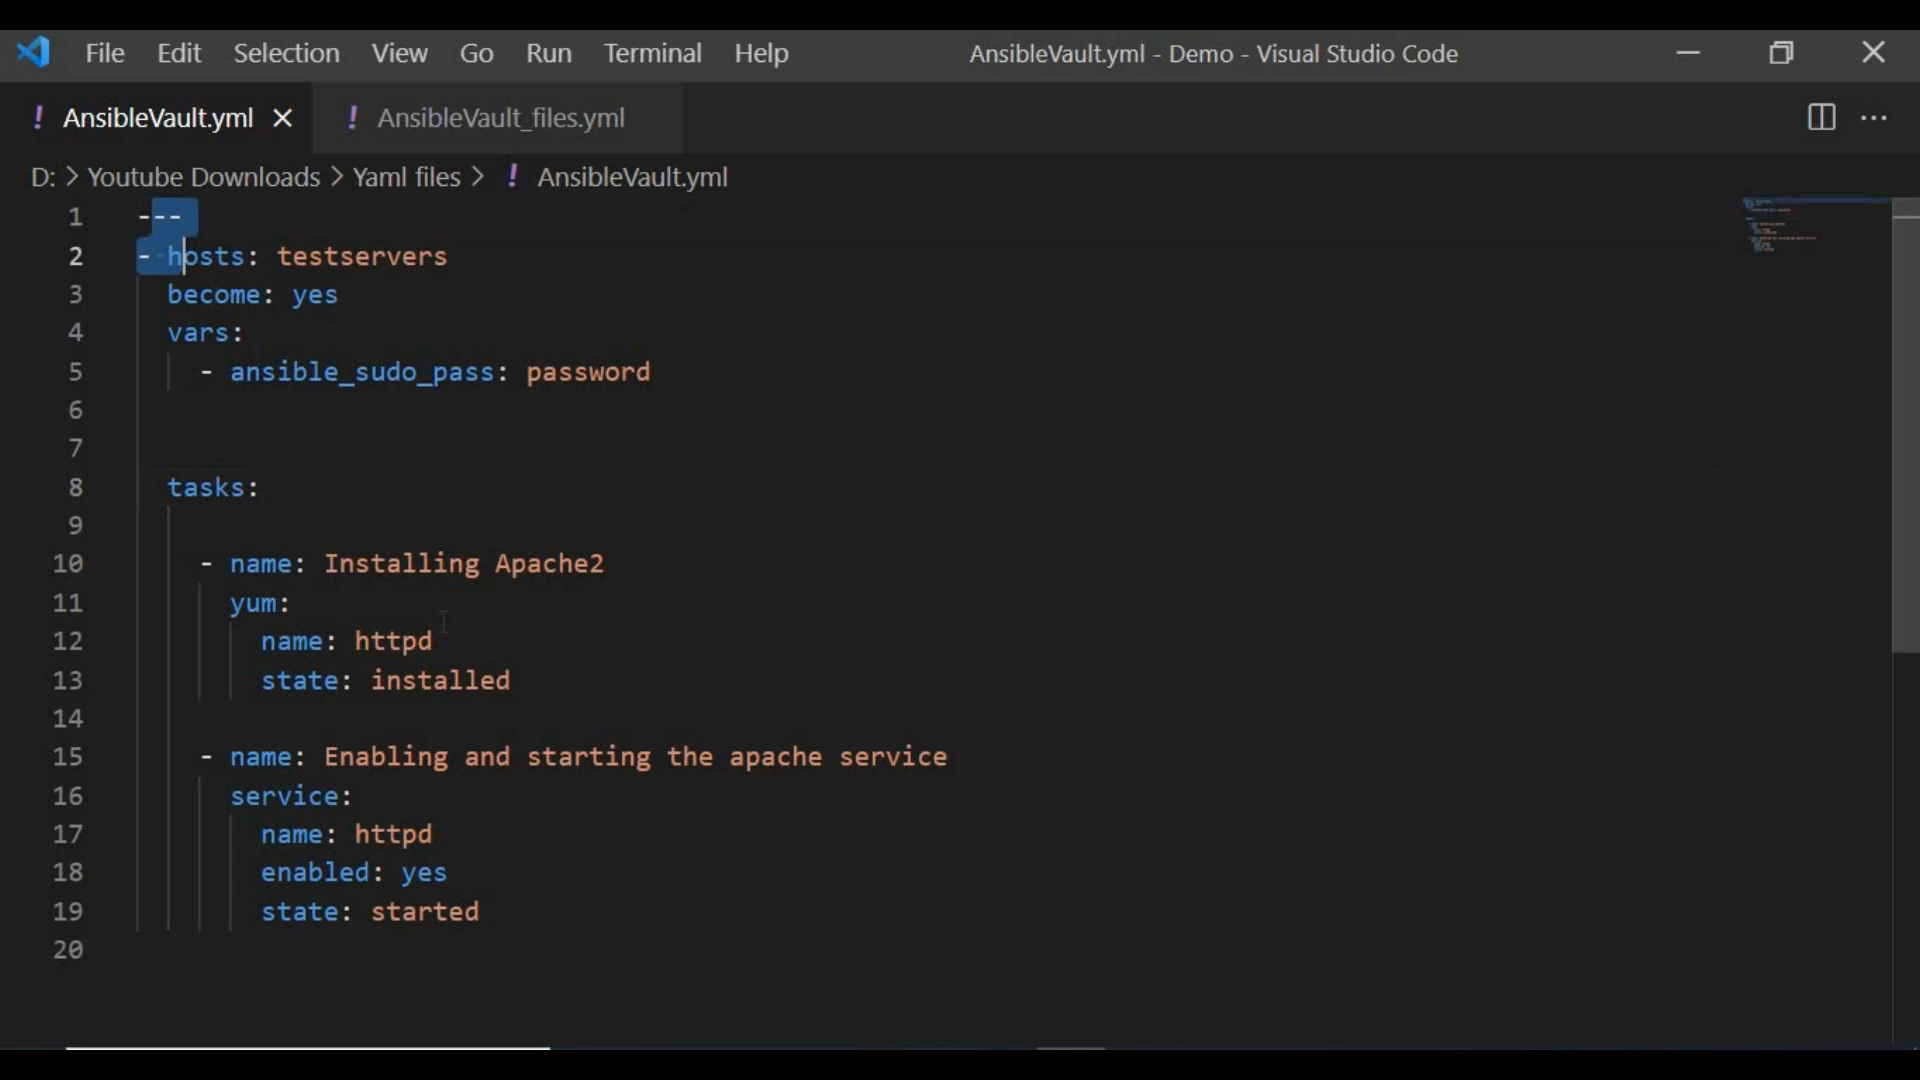 File Edit Selection View Go Run Terminal Help AnsibleVault.yml - Demo - Visual Studio Code
! AnsibleVault.yml ! AnsibleVault_files.yml
D: > Youtube Downloads > Yaml files > ! AnsibleVault.yml
1 ---
2 - hosts: testservers
3 become: yes
4 vars:
5 - ansible_sudo_pass: password
6
7
8 tasks:
9
10 - name: Installing Apache2
11 yum:
12 name: httpd
13 state: installed
14
15 - name: Enabling and starting the apache service
16 service:
17 name: httpd
18 enabled: yes
19 state: started
20